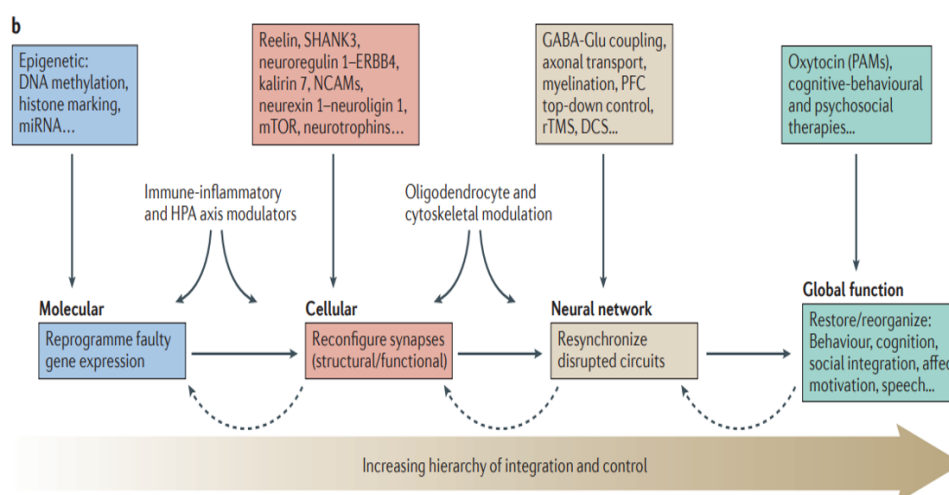 b
Epigenetic:
DNA methylation,
histone marking,
miRNA...
Reelin, SHANK3,
neuroregulin 1–ERBB4,
kalirin 7, NCAMs,
neurexin 1–neuroligin 1,
mTOR, neurotrophins...
GABA-Glu coupling,
axonal transport,
myelination, PFC
top-down control,
rTMS, DCS...
Oxytocin (PAMs),
cognitive-behavioural
and psychosocial
therapies...
Immune-inflammatory
and HPA axis modulators
Oligodendrocyte and
cytoskeletal modulation
Molecular
Reprogramme faulty
gene expression
Cellular
Reconfigure synapses
(structural/functional)
Neural network
Resynchronize
disrupted circuits
Global function
Restore/reorganize:
Behaviour, cognition,
social integration, affec
motivation, speech...
Increasing hierarchy of integration and control